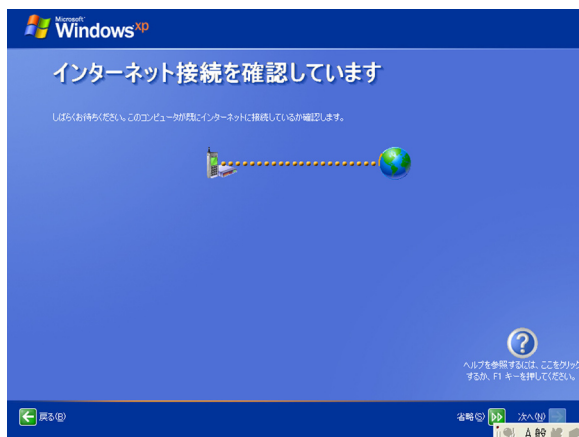 Microsoft
Windows xp
インターネット接続を確認しています
しばらくお待ちください。このコンピュータが既にインターネットに接続しているか確認します。
ヘルプを参照するには、ここをクリック
するか、F1 キーを押してください。
戻る(B)
省略(S)
次へ(N)
A 般